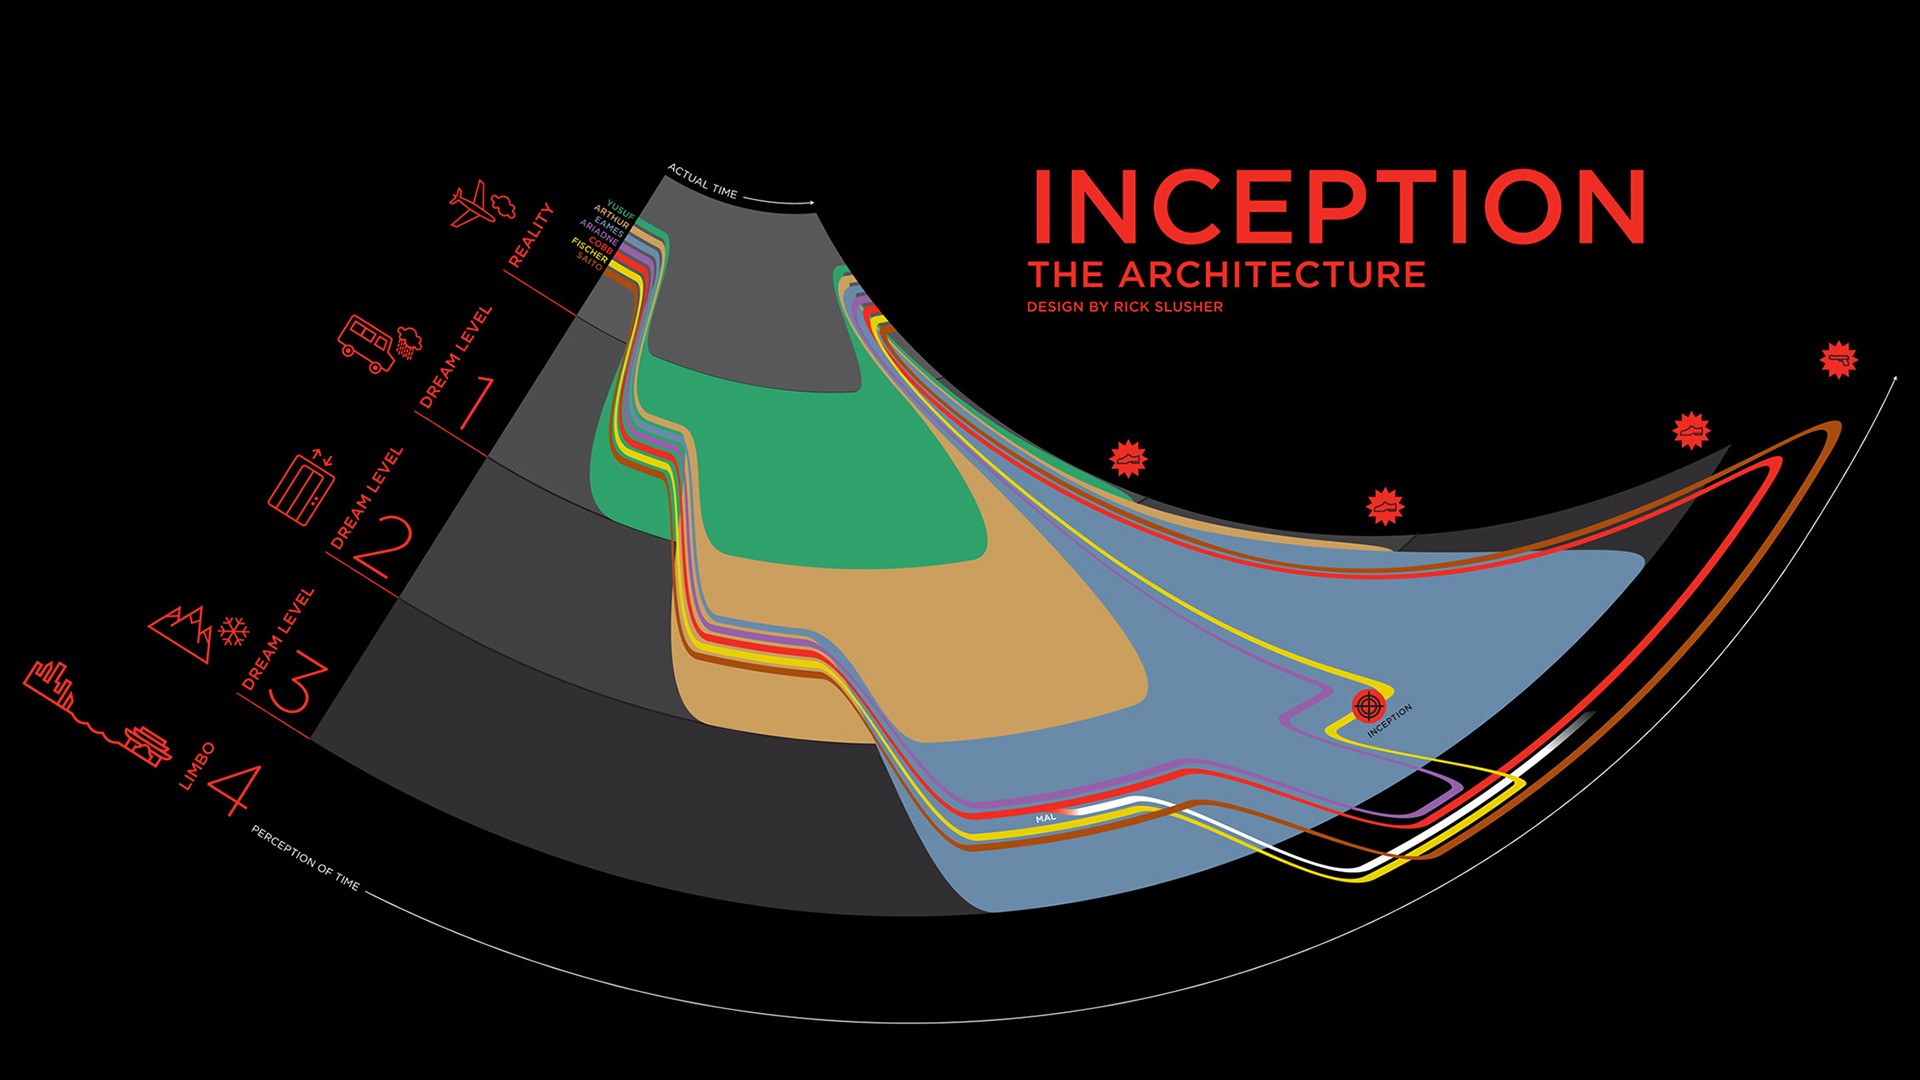 INCEPTION
THE ARCHITECTURE
DESIGN BY RICK SLUSHER
ACTUAL TIME
YUSUF
ARTHUR
EAMES
ARIADNE
COBB
FISCHER
SAITO
REALITY
DREAM LEVEL
1
DREAM LEVEL
2
DREAM LEVEL
3
LIMBO
4
PERCEPTION OF TIME
MAL
INCEPTION